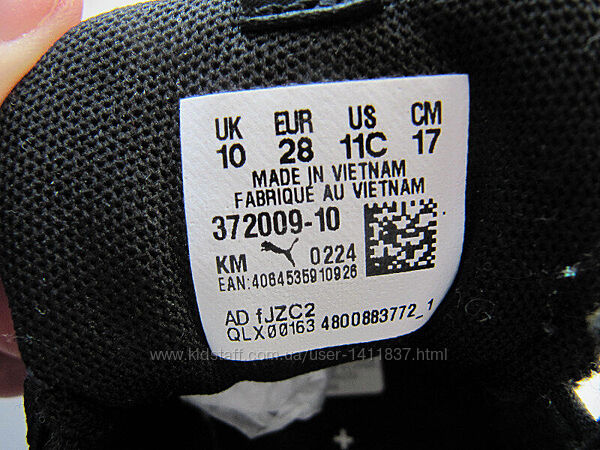 UK EUR US CM
10 28 11C 17
MADE IN VIETNAM
FABRIQUÉ AU VIETNAM
372009-10
KM 0224
EAN:4064535910926
AD fJZC2
QLX00163 4800883772_1
www.kidstaff.com.ua/user-1411837.html